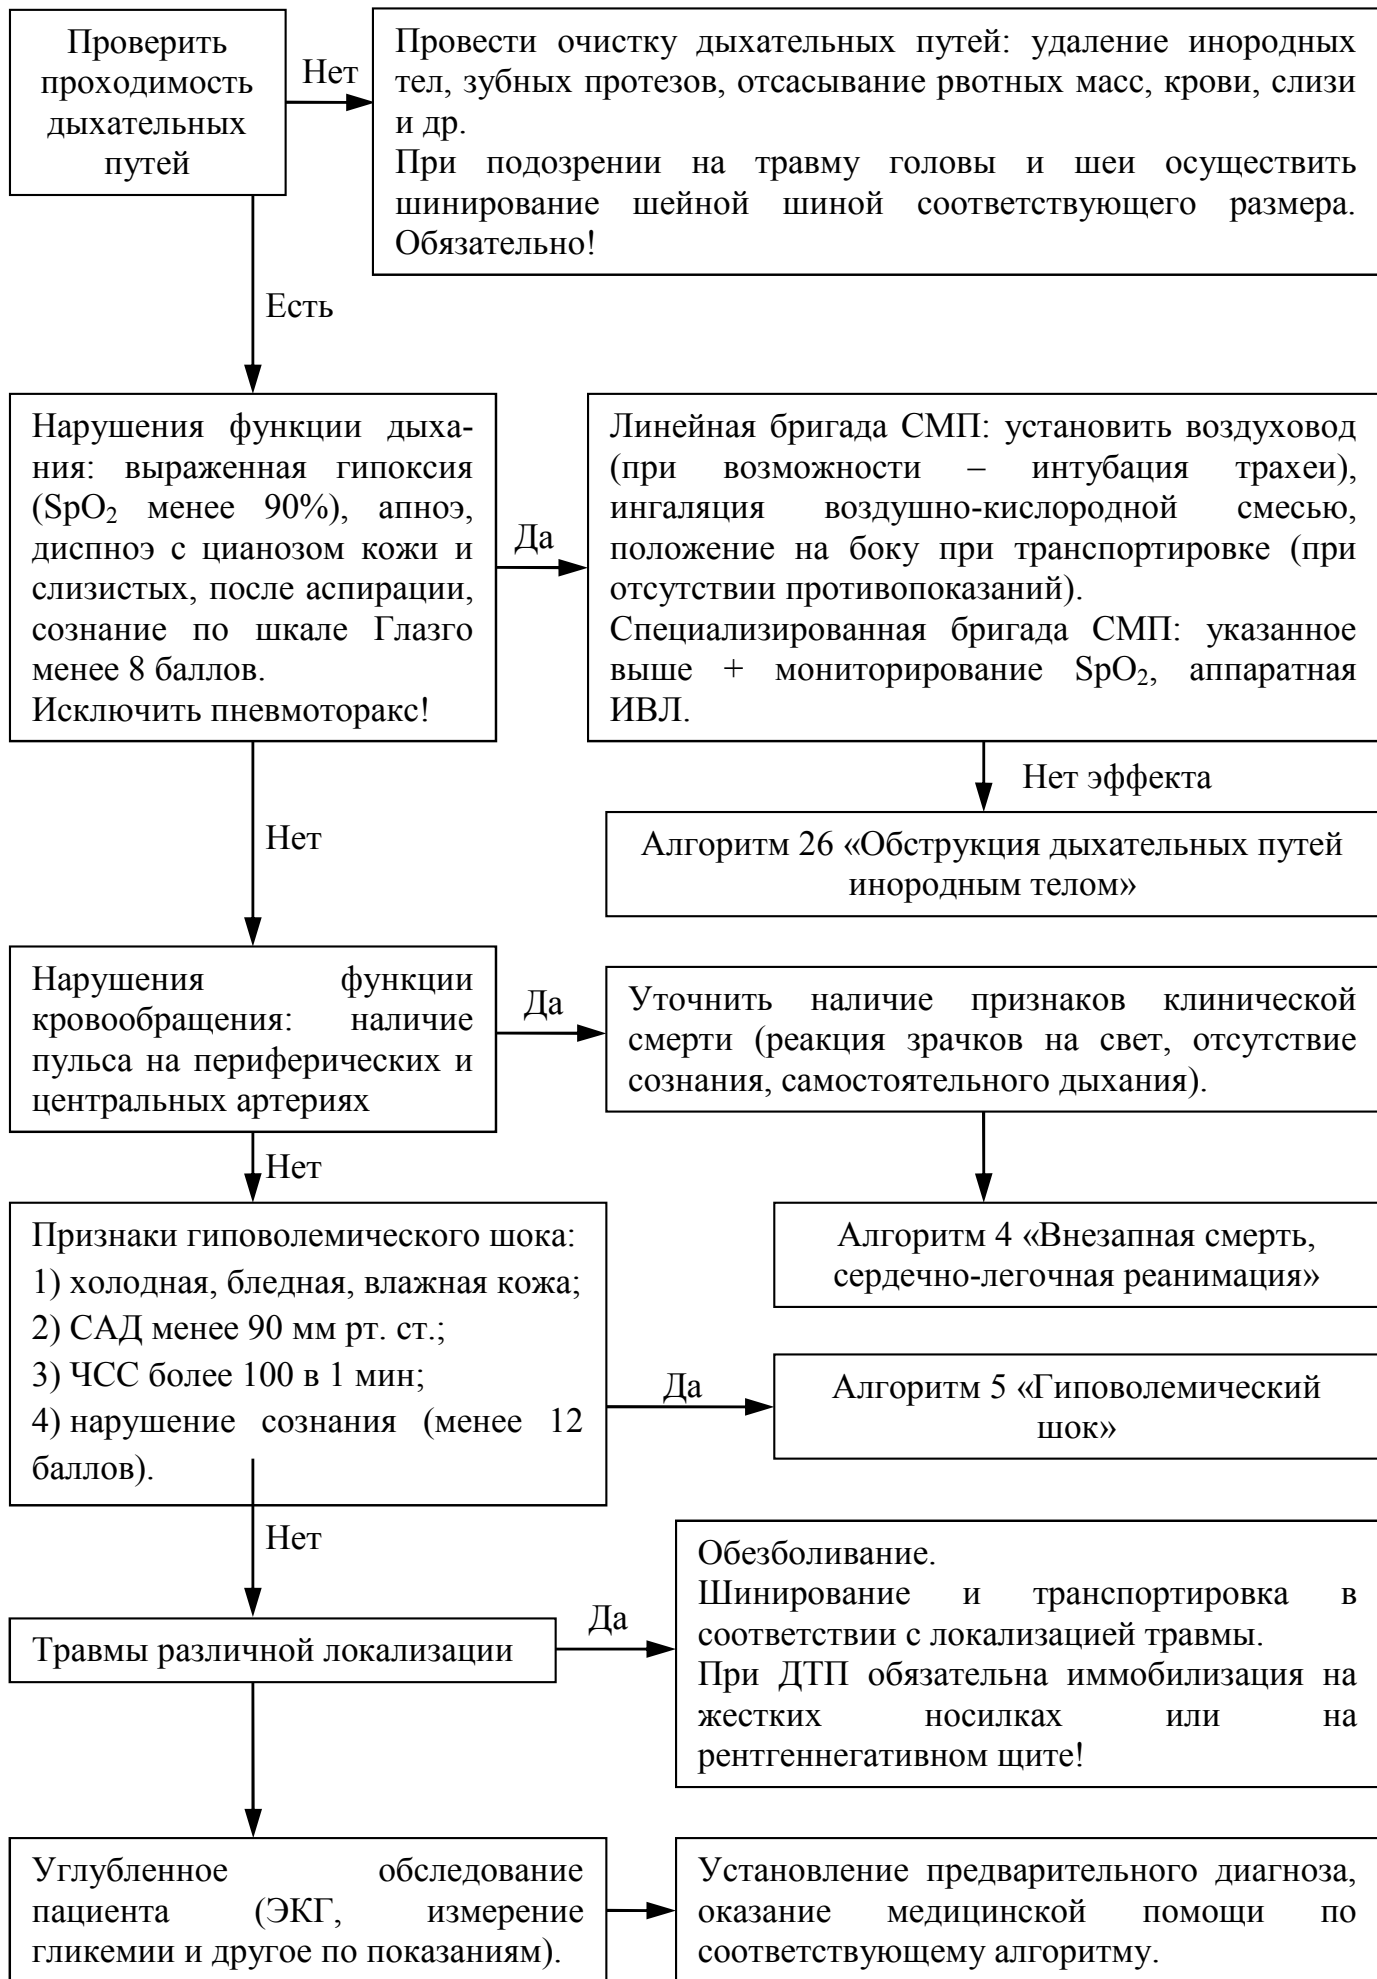 Проверить
проходимость
дыхательных
путей
Нет
Провести очистку дыхательных путей: удаление инородных
тел, зубных протезов, отсасывание рвотных масс, крови, слизи
и др.
При подозрении на травму головы и шеи осуществить
шинирование шейной шиной соответствующего размера.
Обязательно!
Есть
Нарушения функции дыха-
ния: выраженная гипоксия
(SpO₂ менее 90%), апноэ,
диспноэ с цианозом кожи и
слизистых, после аспирации,
сознание по шкале Глазго
менее 8 баллов.
Исключить пневмоторакс!
Да
Линейная бригада СМП: установить воздуховод
(при возможности – интубация трахеи),
ингаляция воздушно-кислородной смесью,
положение на боку при транспортировке (при
отсутствии противопоказаний).
Специализированная бригада СМП: указанное
выше + мониторирование SpO₂, аппаратная
ИВЛ.
Нет эффекта
Алгоритм 26 «Обструкция дыхательных путей
инородным телом»
Нет
Нарушения функции
кровообращения: наличие
пульса на периферических и
центральных артериях
Да
Уточнить наличие признаков клинической
смерти (реакция зрачков на свет, отсутствие
сознания, самостоятельного дыхания).
Нет
Алгоритм 4 «Внезапная смерть,
сердечно-легочная реанимация»
Признаки гиповолемического шока:
1) холодная, бледная, влажная кожа;
2) САД менее 90 мм рт. ст.;
3) ЧСС более 100 в 1 мин;
4) нарушение сознания (менее 12
баллов).
Да
Алгоритм 5 «Гиповолемический
шок»
Нет
Травмы различной локализации
Да
Обезболивание.
Шинирование и транспортировка в
соответствии с локализацией травмы.
При ДТП обязательна иммобилизация на
жестких носилках или на
рентгеннегативном щите!
Углубленное обследование
пациента (ЭКГ, измерение
гликемии и другое по показаниям).
Установление предварительного диагноза,
оказание медицинской помощи по
соответствующему алгоритму.